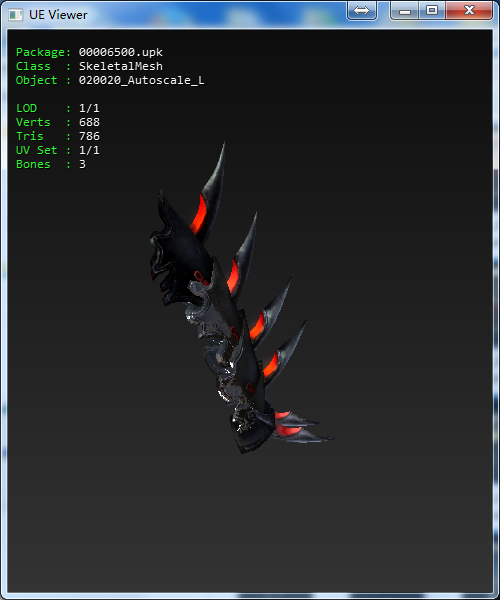 UE Viewer
Package: 00006500.upk
Class : SkeletalMesh
Object : 020020_Autoscale_L
LOD : 1/1
Verts : 688
Tris : 786
UV Set : 1/1
Bones : 3